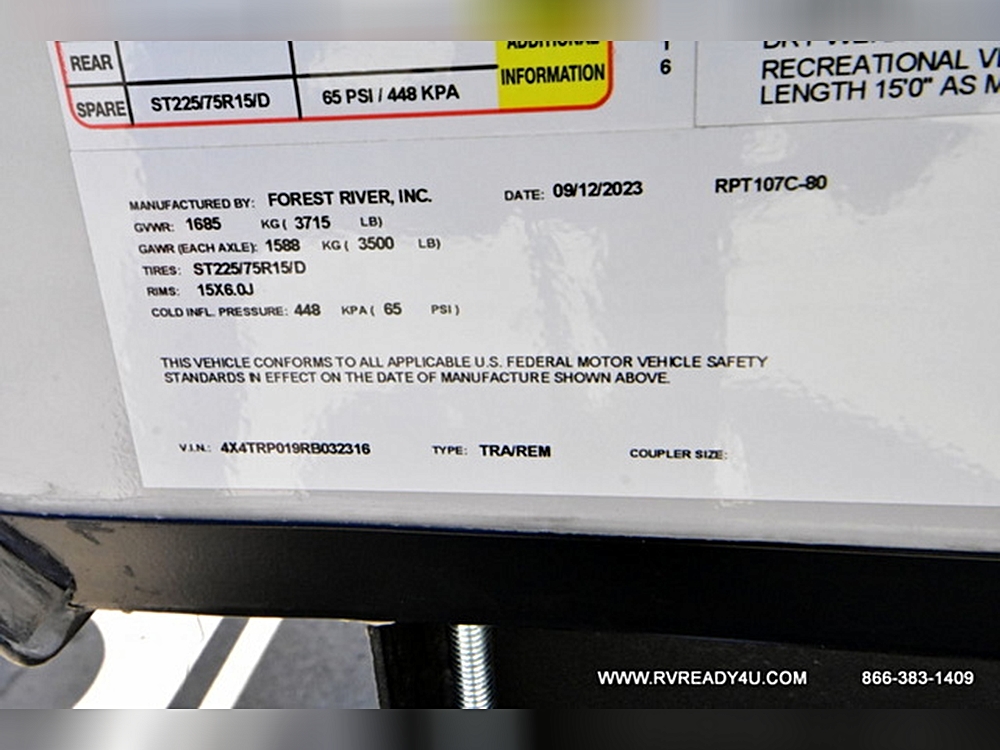 REAR
ADDITIONAL
INFORMATION
6
SPARE ST225/75R15/D 65 PSI / 448 KPA
RECREATIONAL
LENGTH 15'0" AS
MANUFACTURED BY: FOREST RIVER, INC. DATE: 09/12/2023 RPT107C-80
GVWR: 1685 KG ( 3715 LB)
GAWR (EACH AXLE): 1588 KG ( 3500 LB)
TIRES: ST225/75R15/D
RIMS: 15X6.0J
COLD INFL. PRESSURE: 448 KPA ( 65 PSI )
THIS VEHICLE CONFORMS TO ALL APPLICABLE U.S. FEDERAL MOTOR VEHICLE SAFETY
STANDARDS IN EFFECT ON THE DATE OF MANUFACTURE SHOWN ABOVE.
V.I.N.: 4X4TRP019RB032316 TYPE: TRA/REM COUPLER SIZE:
WWW.RVREADY4U.COM 866-383-1409